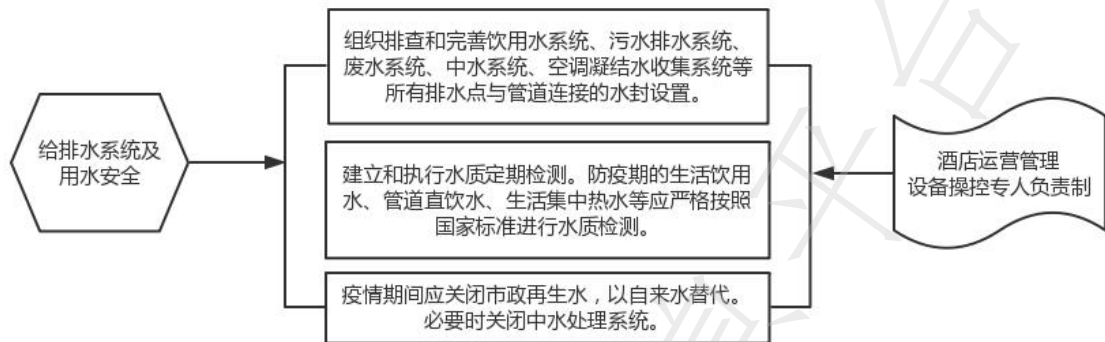 给排水系统及
用水安全
组织排查和完善饮用水系统、污水排水系统、
废水系统、中水系统、空调凝结水收集系统等
所有排水点与管道连接的水封设置。
建立和执行水质定期检测。防疫期的生活饮用
水、管道直饮水、生活集中热水等应严格按照
国家标准进行水质检测。
疫情期间应关闭市政再生水，以自来水替代。
必要时关闭中水处理系统。
酒店运营管理
设备操控专人负责制